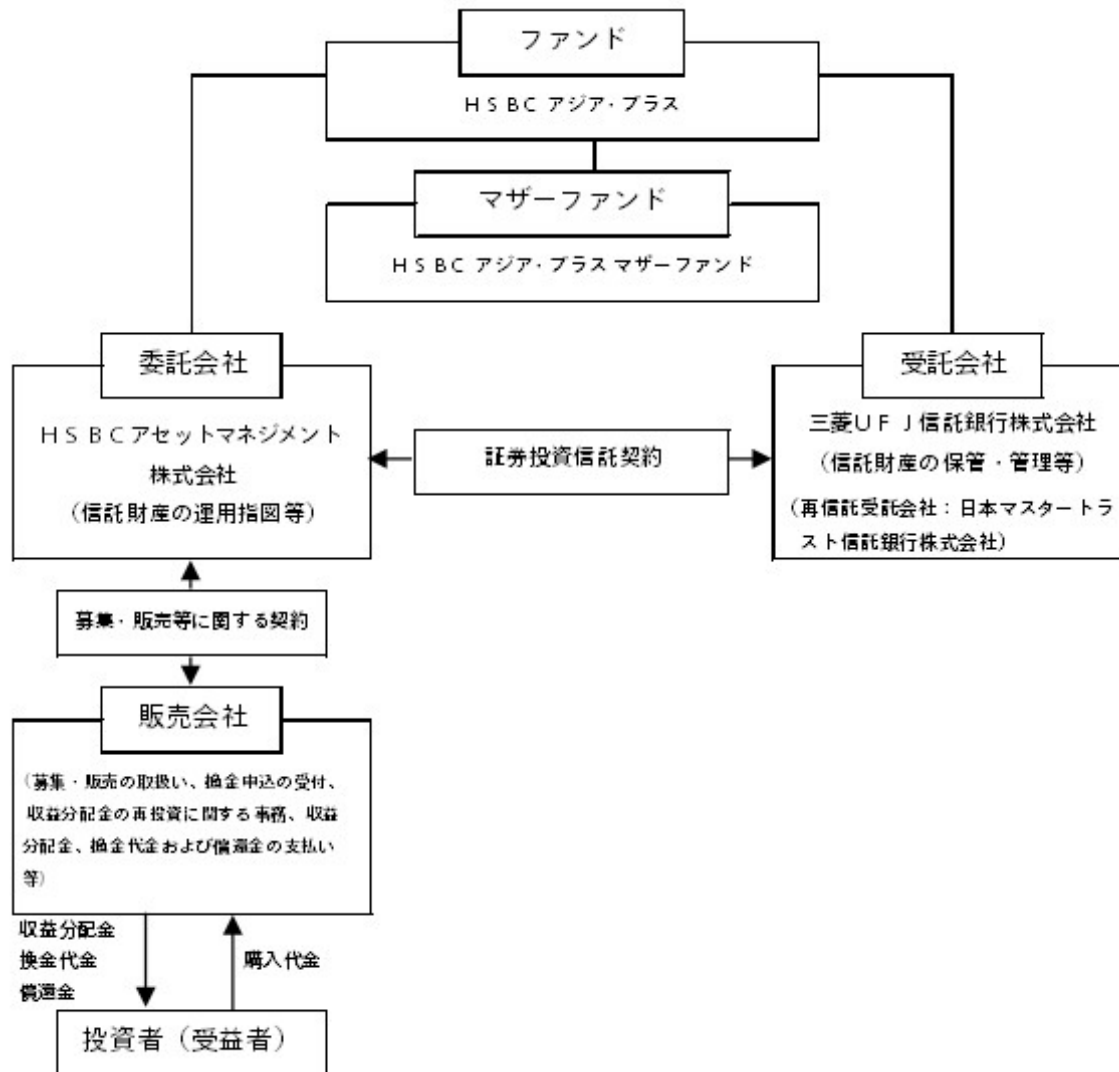 ファンド
ＨＳＢＣ アジア・プラス
マザーファンド
ＨＳＢＣ アジア・プラス マザーファンド
委託会社
ＨＳＢＣアセットマネジメント
株式会社
（信託財産の運用指図等）
証券投資信託契約
受託会社
三菱ＵＦＪ信託銀行株式会社
（信託財産の保管・管理等）
（再信託受託会社：日本マスタートラ
スト信託銀行株式会社）
募集・販売等に関する契約
販売会社
（募集・販売の取扱い、換金申込の受付、
収益分配金の再投資に関する事務、収益
分配金、換金代金および償還金の支払い
等）
収益分配金
換金代金
償還金
購入代金
投資者（受益者）